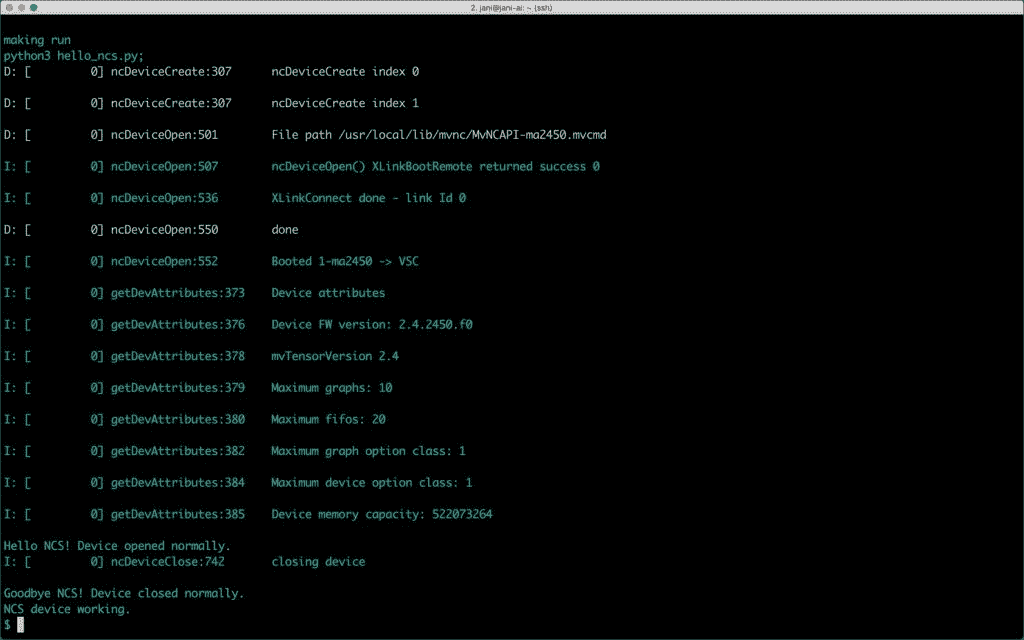 2. jani@jani-ai: ~ (ssh)
making run
python3 hello_ncs.py;
D: [         0] ncDeviceCreate:307      ncDeviceCreate index 0
D: [         0] ncDeviceCreate:307      ncDeviceCreate index 1
D: [         0] ncDeviceOpen:501        File path /usr/local/lib/mvnc/MvNCAPI-ma2450.mvcmd
I: [         0] ncDeviceOpen:507        ncDeviceOpen() XLinkBootRemote returned success 0
I: [         0] ncDeviceOpen:536        XLinkConnect done - link Id 0
D: [         0] ncDeviceOpen:550        done
I: [         0] ncDeviceOpen:552        Booted 1-ma2450 -> VSC
I: [         0] getDevAttributes:373    Device attributes
I: [         0] getDevAttributes:376    Device FW version: 2.4.2450.f0
I: [         0] getDevAttributes:378    mvTensorVersion 2.4
I: [         0] getDevAttributes:379    Maximum graphs: 10
I: [         0] getDevAttributes:380    Maximum fifos: 20
I: [         0] getDevAttributes:382    Maximum graph option class: 1
I: [         0] getDevAttributes:384    Maximum device option class: 1
I: [         0] getDevAttributes:385    Device memory capacity: 522073264
Hello NCS! Device opened normally.
I: [         0] ncDeviceClose:742       closing device
Goodbye NCS! Device closed normally.
NCS device working.
$